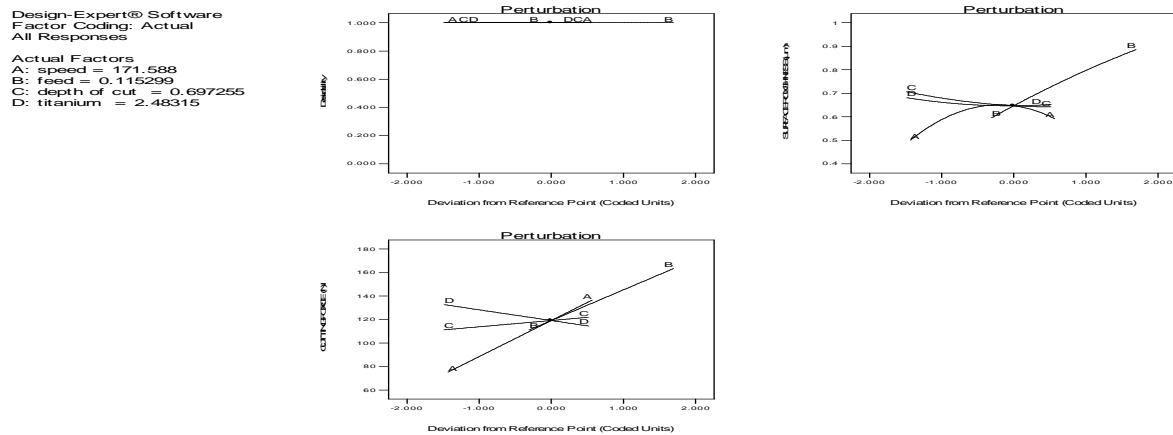 Design-Expert® Software
Factor Coding: Actual
All Responses
Actual Factors
A: speed = 171.588
B: feed = 0.115299
C: depth of cut = 0.697255
D: titanium = 2.48315
Perturbation
1.000
0.800
0.600
0.400
0.200
0.000
A C D B D C A B
-2.000 -1.000 0.000 1.000 2.000
Deviation from Reference Point (Coded Units)
Perturbation
1
0.9
0.8
0.7
0.6
0.5
0.4
B
C
D
D C
B
A
A
-2.000 -1.000 0.000 1.000 2.000
Deviation from Reference Point (Coded Units)
Perturbation
180
160
140
120
100
80
60
B
D
A
C
C
B
D
A
-2.000 -1.000 0.000 1.000 2.000
Deviation from Reference Point (Coded Units)